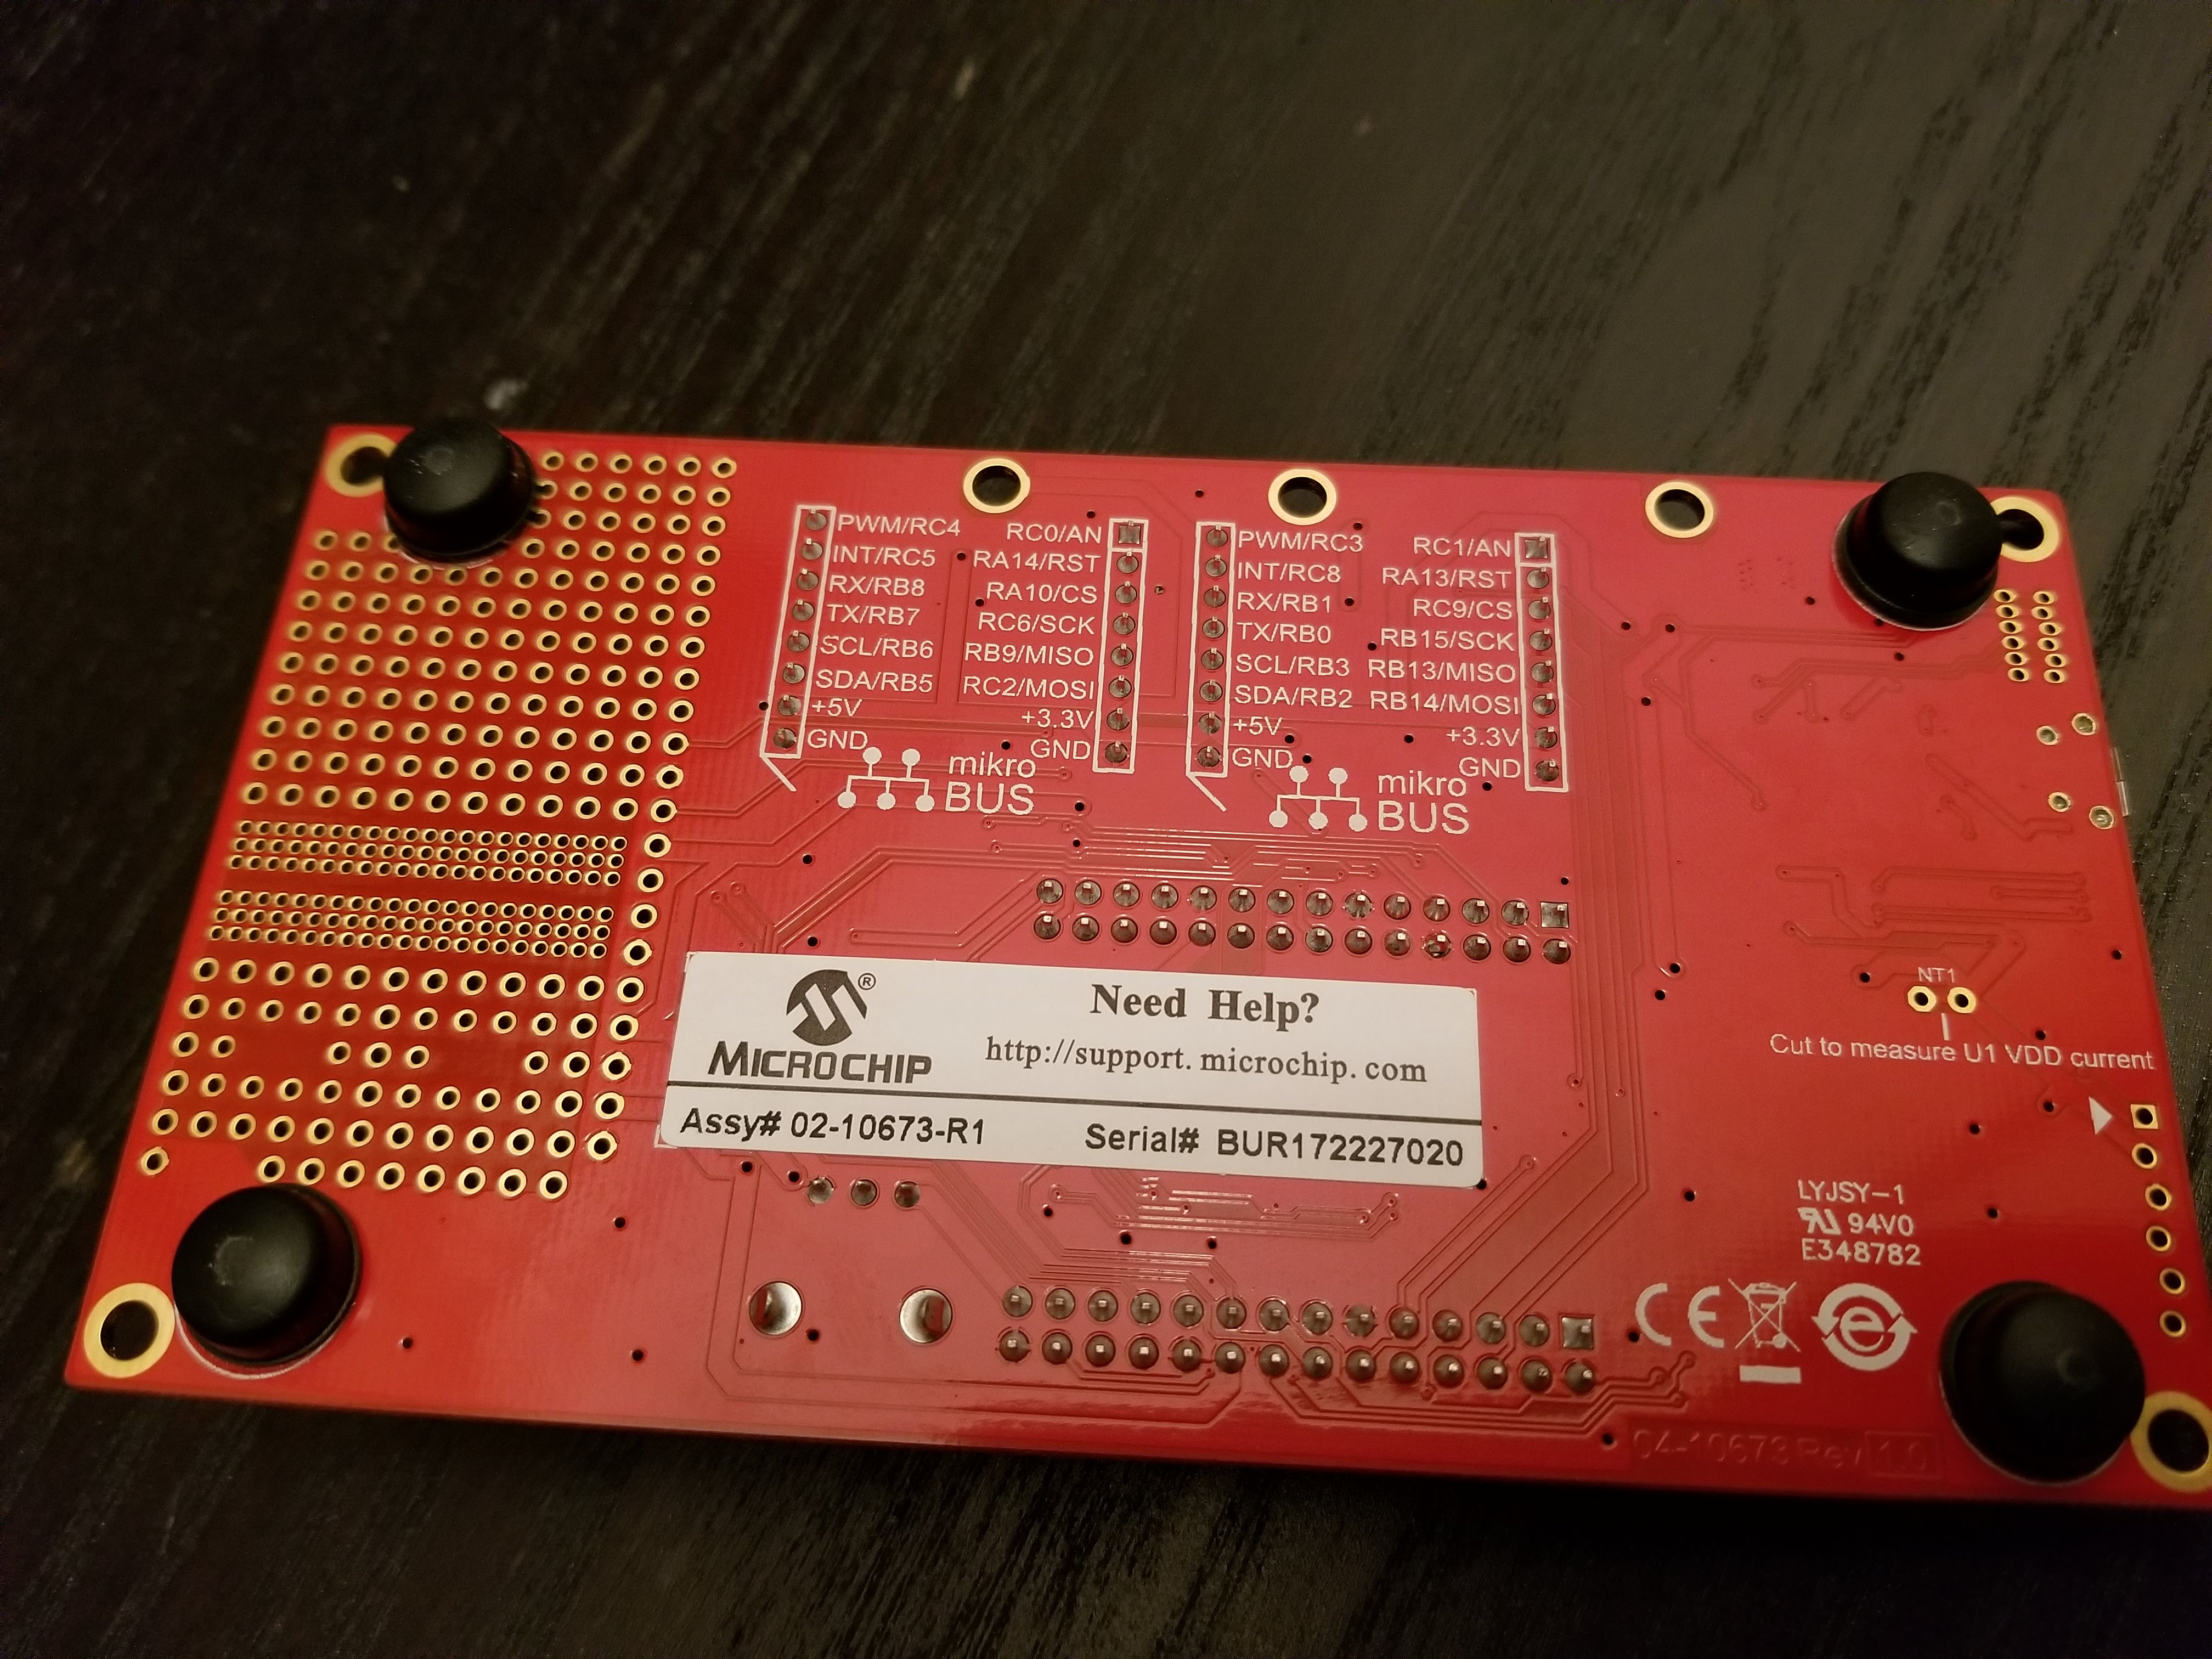 PWM/RC4
INT/RC5
RX/RB8
TX/RB7
SCL/RB6
SDA/RB5
+5V
GND
RC0/AN
RA14/RST
RA10/CS
RC6/SCK
RB9/MISO
RC2/MOSI
+3.3V
GND
mikro
BUS
PWM/RC3
INT/RC8
RX/RB1
TX/RB0
SCL/RB3
SDA/RB2
+5V
GND
RC1/AN
RA13/RST
RC9/CS
RB15/SCK
RB13/MISO
RB14/MOSI
+3.3V
GND
mikro
BUS
MICROCHIP ®
Need Help?
http://support.microchip.com
Assy# 02-10673-R1
Serial# BUR172227020
NT1
Cut to measure U1 VDD current
LYJSY-1
94V0
E348782
CE
e
04-10673 Rev 1.0